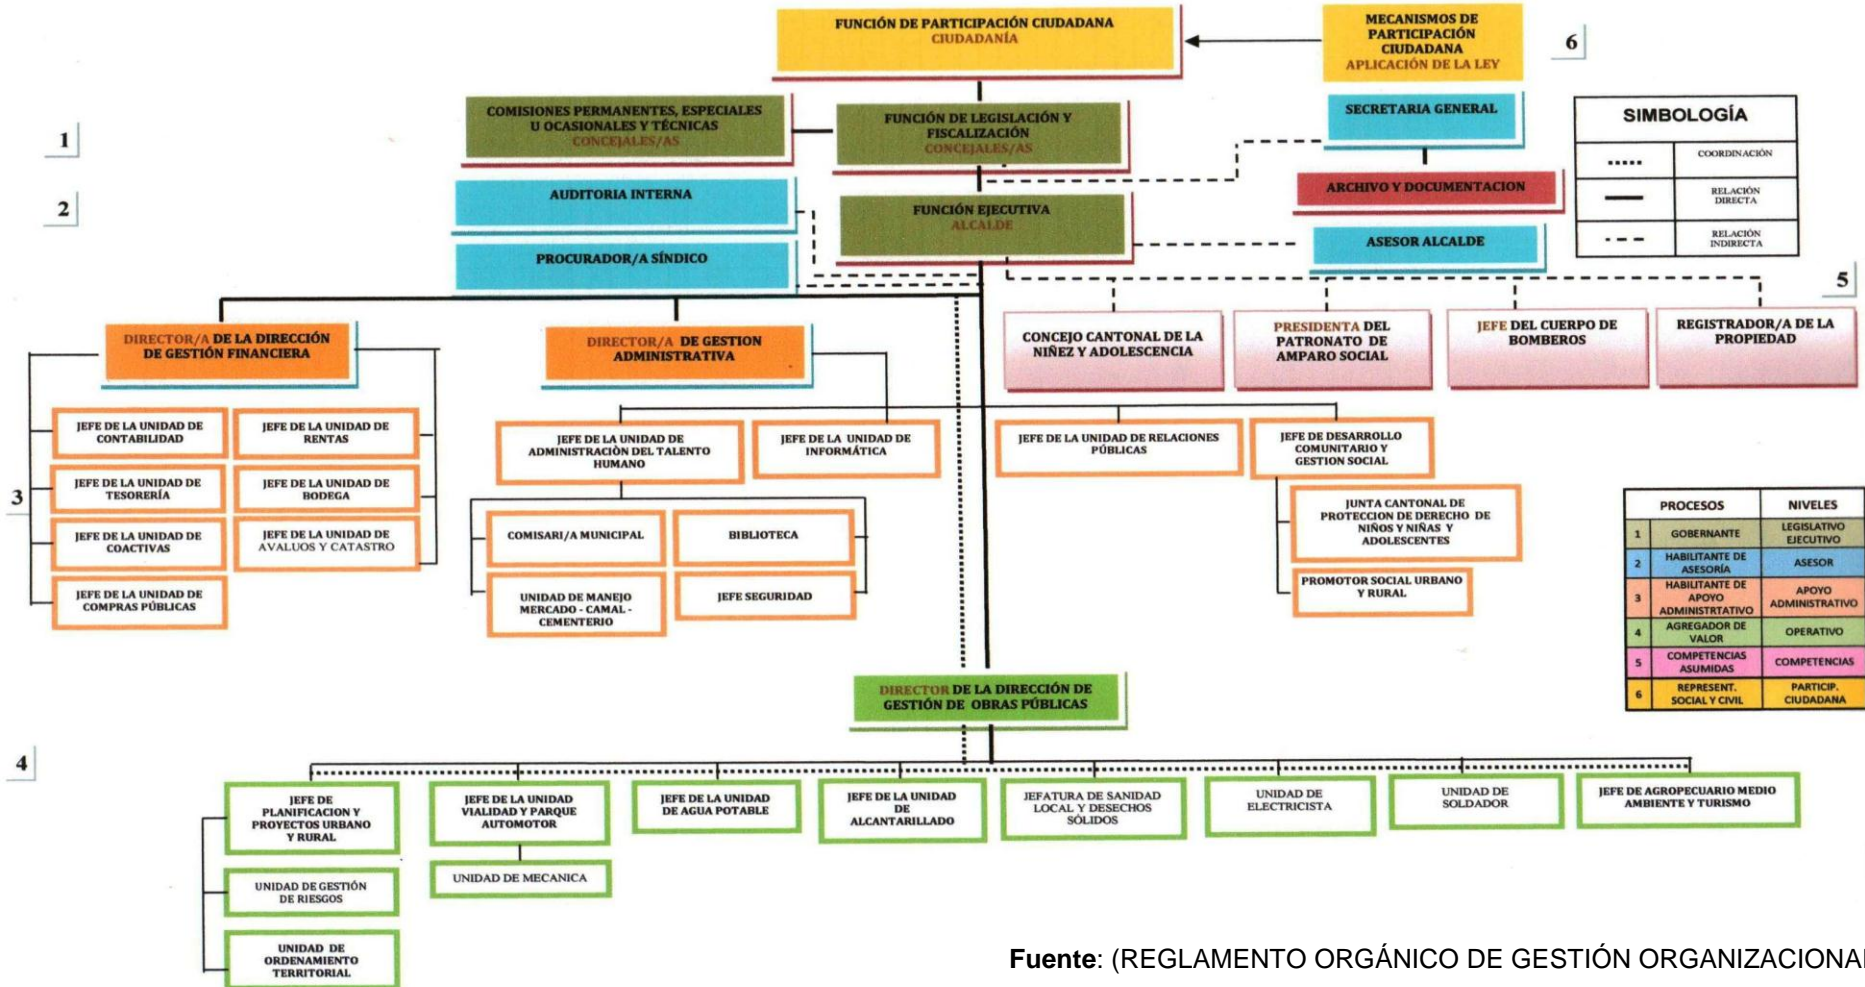 FUNCIÓN DE PARTICIPACIÓN CIUDADANA
CIUDADANÍA
MECANISMOS DE
PARTICIPACIÓN
CIUDADANA
APLICACIÓN DE LA LEY
6
COMISIONES PERMANENTES, ESPECIALES
U OCASIONALES Y TÉCNICAS
CONCEJALES/AS
FUNCIÓN DE LEGISLACIÓN Y
FISCALIZACIÓN
CONCEJALES/AS
SECRETARIA GENERAL
1
SIMBOLOGÍA
COORDINACIÓN
RELACIÓN
DIRECTA
RELACIÓN
INDIRECTA
2
AUDITORIA INTERNA
FUNCIÓN EJECUTIVA
ALCALDE
ARCHIVO Y DOCUMENTACION
PROCURADOR/A SÍNDICO
ASESOR ALCALDE
5
DIRECTOR/A DE LA DIRECCIÓN
DE GESTIÓN FINANCIERA
DIRECTOR/A DE GESTION
ADMINISTRATIVA
CONCEJO CANTONAL DE LA
NIÑEZ Y ADOLESCENCIA
PRESIDENTA DEL
PATRONATO DE
AMPARO SOCIAL
JEFE DEL CUERPO DE
BOMBEROS
REGISTRADOR/A DE LA
PROPIEDAD
JEFE DE LA UNIDAD DE
CONTABILIDAD
JEFE DE LA UNIDAD DE
RENTAS
JEFE DE LA UNIDAD DE
TESORERÍA
JEFE DE LA UNIDAD DE
BODEGA
3
JEFE DE LA UNIDAD DE
COACTIVAS
JEFE DE LA UNIDAD DE
AVALUOS Y CATASTRO
JEFE DE LA UNIDAD DE
COMPRAS PÚBLICAS
JEFE DE LA UNIDAD DE
ADMINISTRACIÒN DEL TALENTO
HUMANO
JEFE DE LA UNIDAD DE
INFORMÁTICA
JEFE DE LA UNIDAD DE RELACIONES
PÚBLICAS
JEFE DE DESARROLLO
COMUNITARIO Y
GESTION SOCIAL
COMISARI/A MUNICIPAL
BIBLIOTECA
UNIDAD DE MANEJO
MERCADO - CAMAL -
CEMENTERIO
JEFE SEGURIDAD
JUNTA CANTONAL DE
PROTECCION DE DERECHO DE
NIÑOS Y NIÑAS Y
ADOLESCENTES
PROMOTOR SOCIAL URBANO
Y RURAL
PROCESOS NIVELES
1 GOBERNANTE LEGISLATIVO
EJECUTIVO
2 HABILITANTE DE
ASESORÍA ASESOR
3 HABILITANTE DE
APOYO
ADMINISTRTATIVO APOYO
ADMINISTRATIVO
4 AGREGADOR DE
VALOR OPERATIVO
5 COMPETENCIAS
ASUMIDAS COMPETENCIAS
6 REPRESENT.
SOCIAL Y CIVIL PARTICIP.
CIUDADANA
DIRECTOR DE LA DIRECCIÓN DE
GESTIÓN DE OBRAS PÚBLICAS
4
JEFE DE
PLANIFICACION Y
PROYECTOS URBANO
Y RURAL
JEFE DE LA UNIDAD
VIALIDAD Y PARQUE
AUTOMOTOR
JEFE DE LA UNIDAD
DE AGUA POTABLE
JEFE DE LA UNIDAD
DE
ALCANTARILLADO
JEFATURA DE SANIDAD
LOCAL Y DESECHOS
SÓLIDOS
UNIDAD DE
ELECTRICISTA
UNIDAD DE
SOLDADOR
JEFE DE AGROPECUARIO MEDIO
AMBIENTE Y TURISMO
UNIDAD DE GESTIÓN
DE RIESGOS
UNIDAD DE MECANICA
UNIDAD DE
ORDENAMIENTO
TERRITORIAL
Fuente: (REGLAMENTO ORGÁNICO DE GESTIÓN ORGANIZACIONAL